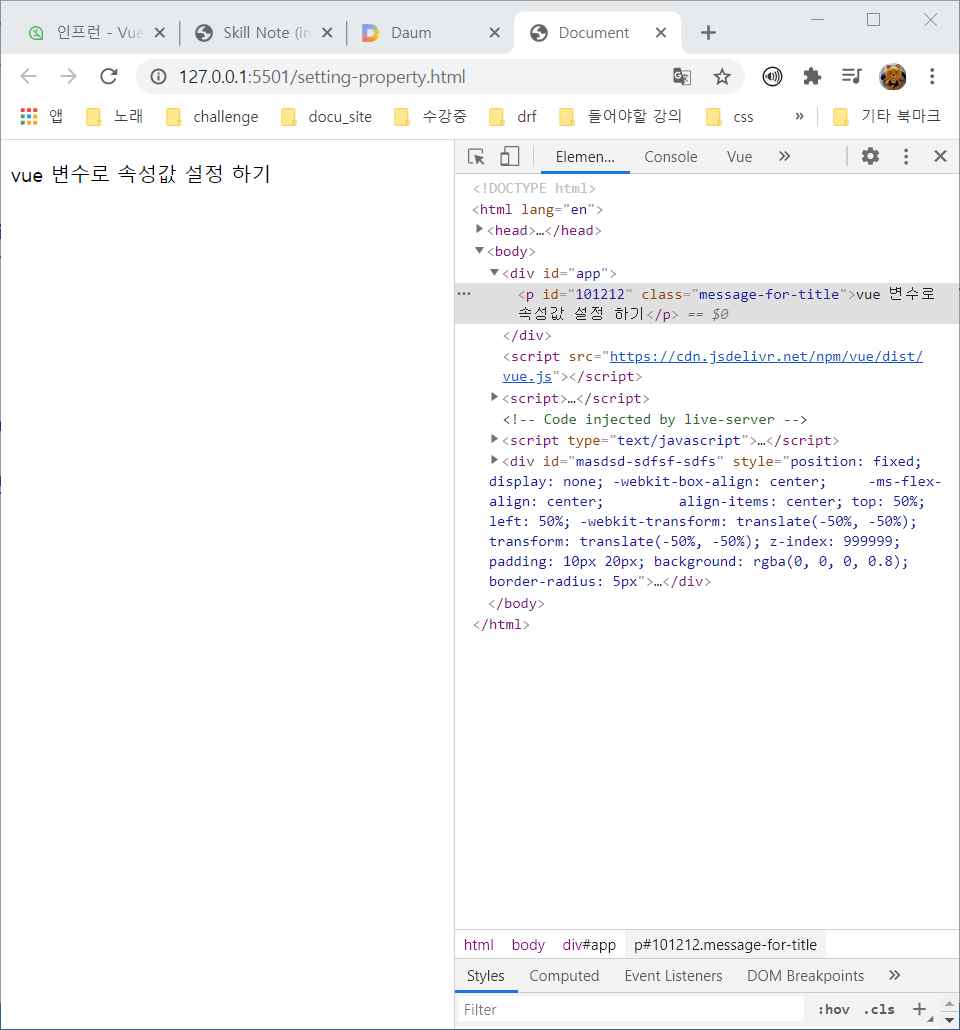 인프런 - Vue
Skill Note (in
Daum
Document
127.0.0.1:5501/setting-property.html
앱
노래
challenge
docu_site
수강중
drf
들어야할 강의
css
»
기타 북마크
vue 변수로 속성값 설정 하기
Elemen...
Console
Vue
<!DOCTYPE html>
<html lang="en">
<head>…</head>
<body>
<div id="app">
<p id="101212" class="message-for-title">vue 변수로
속성값 설정 하기</p> == $0
</div>
<script src="https://cdn.jsdelivr.net/npm/vue/dist/
vue.js"></script>
<script>…</script>
<!-- Code injected by live-server -->
<script type="text/javascript">…</script>
<div id="masdsd-sdfsf-sdfs" style="position: fixed;
display: none; -webkit-box-align: center; -ms-flex-
align: center; align-items: center; top: 50%;
left: 50%; -webkit-transform: translate(-50%, -50%);
transform: translate(-50%, -50%); z-index: 999999;
padding: 10px 20px; background: rgba(0, 0, 0, 0.8);
border-radius: 5px">…</div>
</body>
</html>
html body div#app p#101212.message-for-title
Styles Computed Event Listeners DOM Breakpoints
Filter :hov .cls